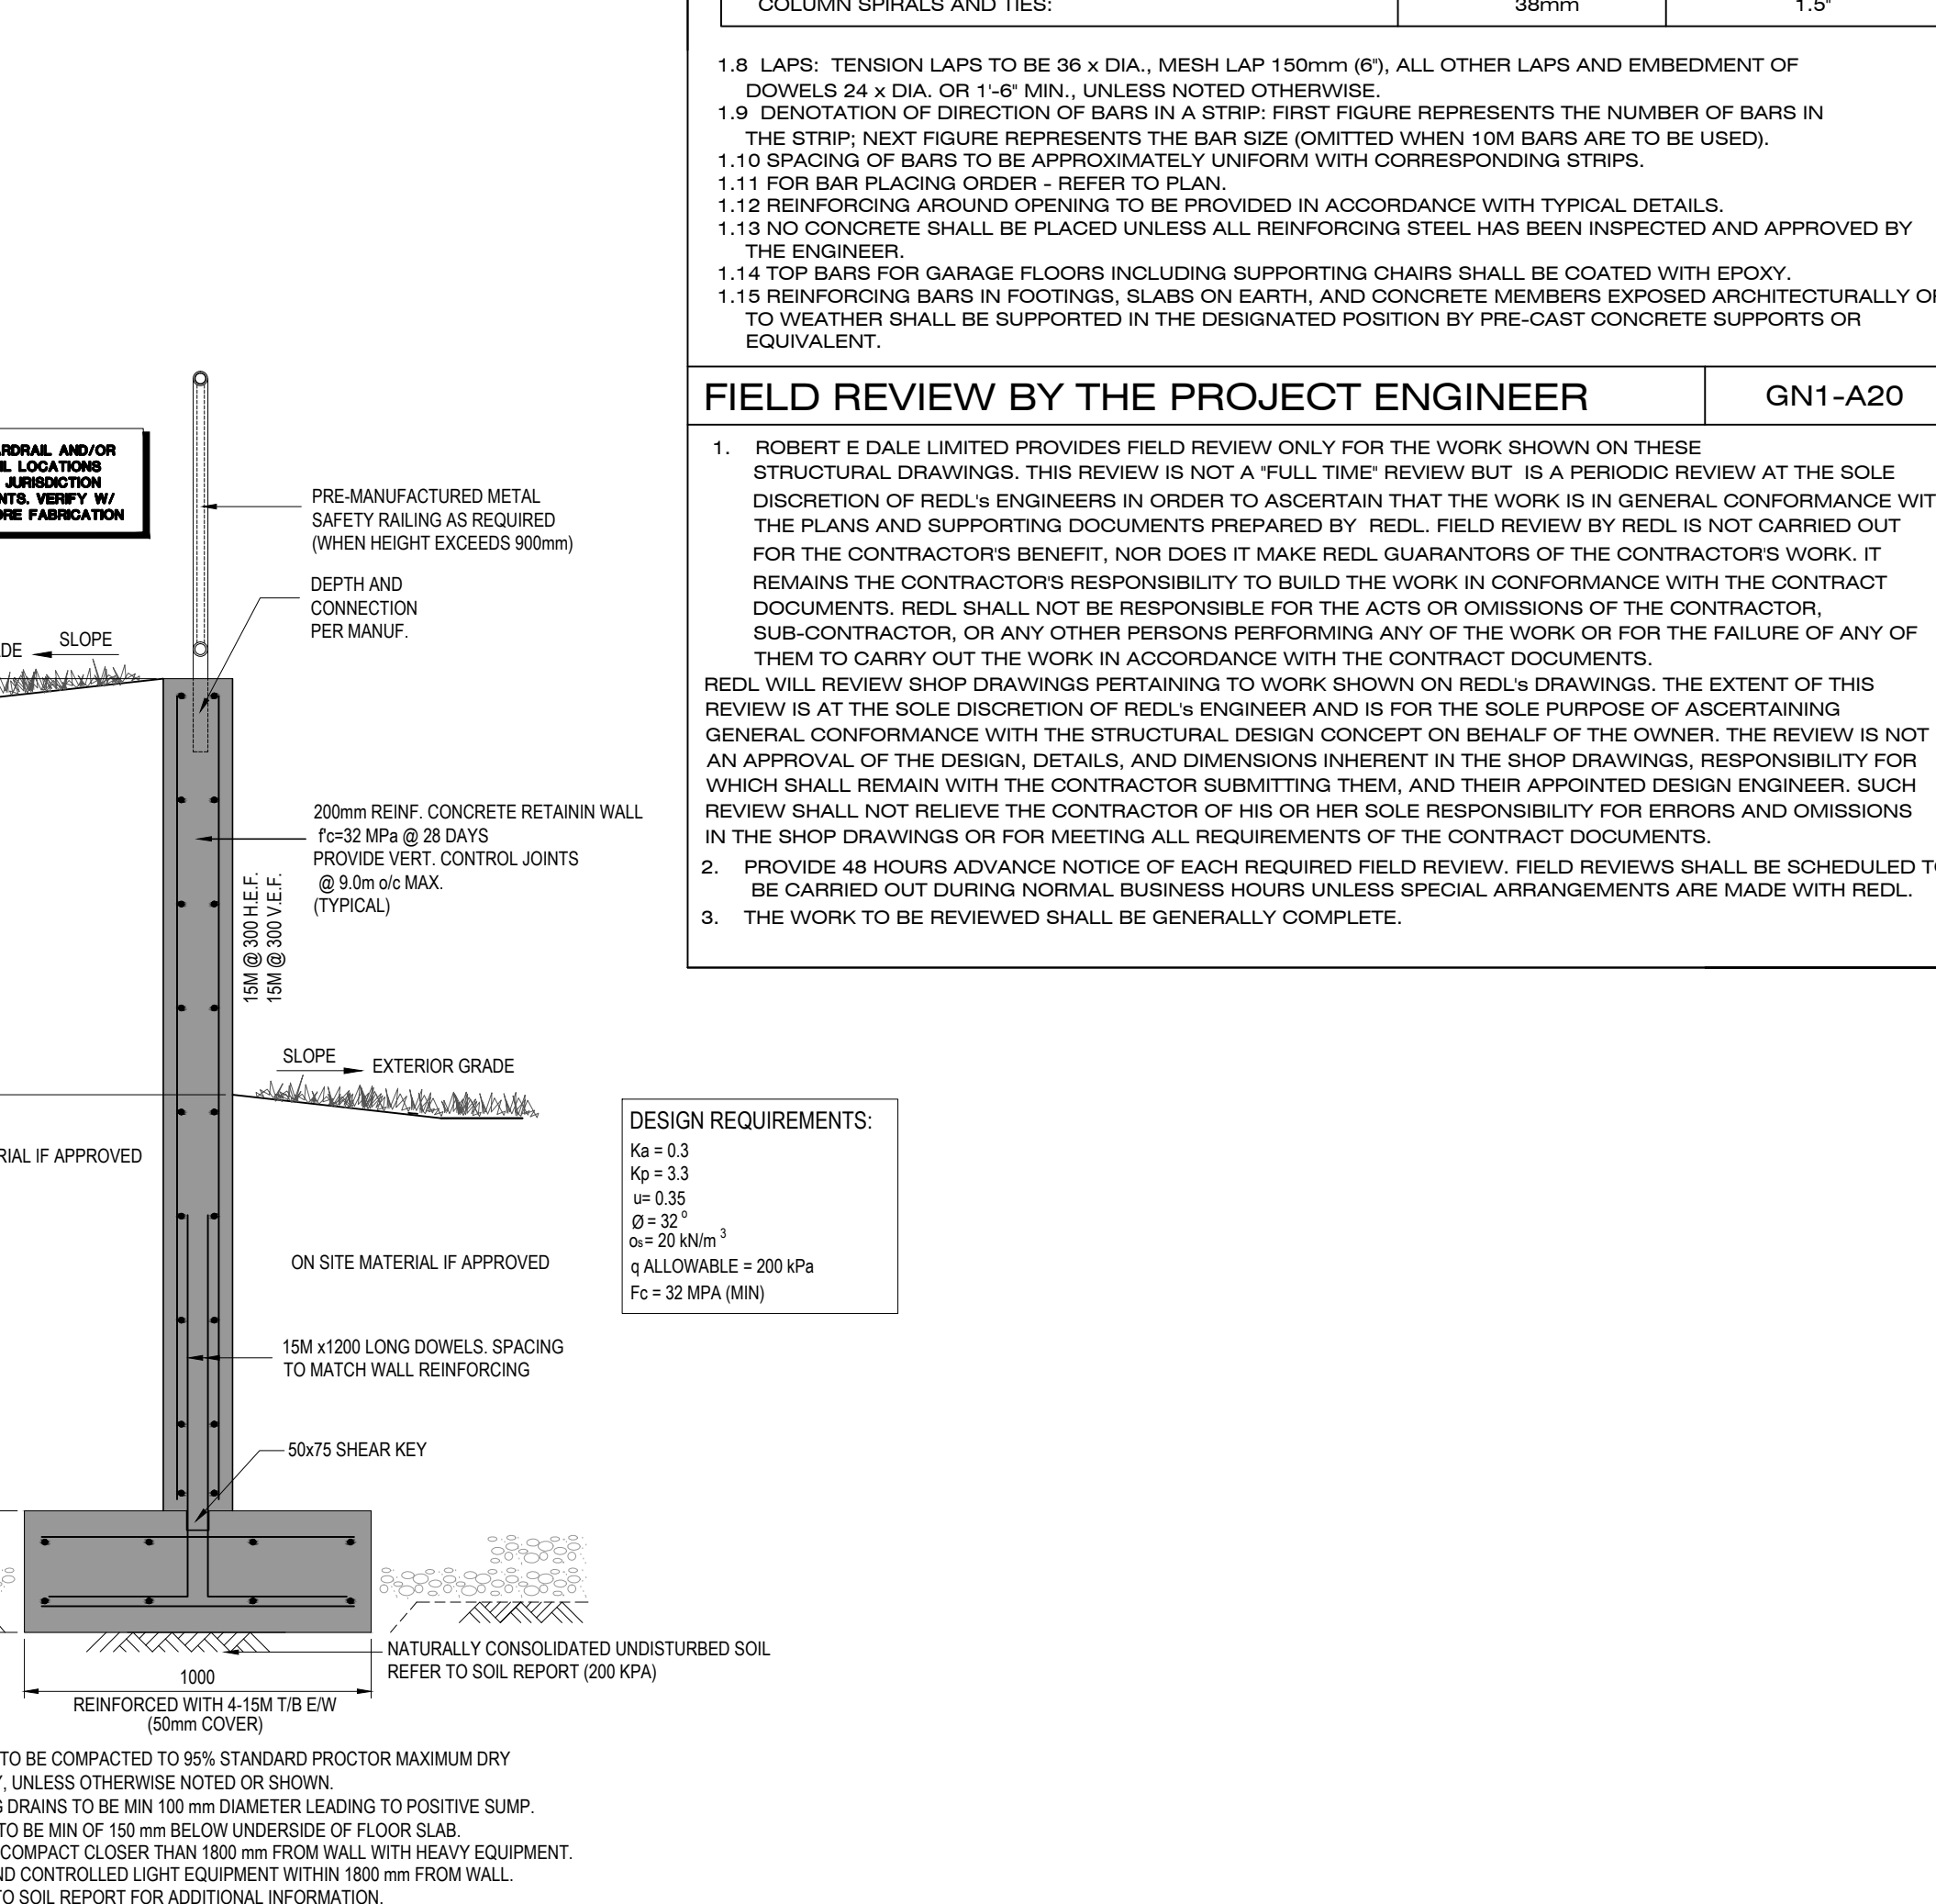 COLUMN SPIRALS AND TIES: 38mm 1.5"
1.8 LAPS: TENSION LAPS TO BE 36 x DIA., MESH LAP 150mm (6"), ALL OTHER LAPS AND EMBEDMENT OF
DOWELS 24 x DIA. OR 1'-6" MIN., UNLESS NOTED OTHERWISE.
1.9 DENOTATION OF DIRECTION OF BARS IN A STRIP: FIRST FIGURE REPRESENTS THE NUMBER OF BARS IN
THE STRIP; NEXT FIGURE REPRESENTS THE BAR SIZE (OMITTED WHEN 10M BARS ARE TO BE USED).
1.10 SPACING OF BARS TO BE APPROXIMATELY UNIFORM WITH CORRESPONDING STRIPS.
1.11 FOR BAR PLACING ORDER - REFER TO PLAN.
1.12 REINFORCING AROUND OPENING TO BE PROVIDED IN ACCORDANCE WITH TYPICAL DETAILS.
1.13 NO CONCRETE SHALL BE PLACED UNLESS ALL REINFORCING STEEL HAS BEEN INSPECTED AND APPROVED BY
THE ENGINEER.
1.14 TOP BARS FOR GARAGE FLOORS INCLUDING SUPPORTING CHAIRS SHALL BE COATED WITH EPOXY.
1.15 REINFORCING BARS IN FOOTINGS, SLABS ON EARTH, AND CONCRETE MEMBERS EXPOSED ARCHITECTURALLY
TO WEATHER SHALL BE SUPPORTED IN THE DESIGNATED POSITION BY PRE-CAST CONCRETE SUPPORTS OR
EQUIVALENT.
FIELD REVIEW BY THE PROJECT ENGINEER GN1-A20
1. ROBERT E DALE LIMITED PROVIDES FIELD REVIEW ONLY FOR THE WORK SHOWN ON THESE
STRUCTURAL DRAWINGS. THIS REVIEW IS NOT A "FULL TIME" REVIEW BUT IS A PERIODIC REVIEW AT THE SOLE
DISCRETION OF REDL's ENGINEERS IN ORDER TO ASCERTAIN THAT THE WORK IS IN GENERAL CONFORMANCE
THE PLANS AND SUPPORTING DOCUMENTS PREPARED BY REDL. FIELD REVIEW BY REDL IS NOT CARRIED OUT
FOR THE CONTRACTOR'S BENEFIT, NOR DOES IT MAKE REDL GUARANTORS OF THE CONTRACTOR'S WORK. IT
REMAINS THE CONTRACTOR'S RESPONSIBILITY TO BUILD THE WORK IN CONFORMANCE WITH THE CONTRACT
DOCUMENTS. REDL SHALL NOT BE RESPONSIBLE FOR THE ACTS OR OMISSIONS OF THE CONTRACTOR,
SUB-CONTRACTOR, OR ANY OTHER PERSONS PERFORMING ANY OF THE WORK OR FOR THE FAILURE OF ANY OF
THEM TO CARRY OUT THE WORK IN ACCORDANCE WITH THE CONTRACT DOCUMENTS.
REDL WILL REVIEW SHOP DRAWINGS PERTAINING TO WORK SHOWN ON REDL's DRAWINGS. THE EXTENT OF THIS
REVIEW IS AT THE SOLE DISCRETION OF REDL's ENGINEER AND IS FOR THE SOLE PURPOSE OF ASCERTAINING
GENERAL CONFORMANCE WITH THE STRUCTURAL DESIGN CONCEPT ON BEHALF OF THE OWNER. THE REVIEW IS NOT
AN APPROVAL OF THE DESIGN, DETAILS, AND DIMENSIONS INHERENT IN THE SHOP DRAWINGS, RESPONSIBILITY FOR
WHICH SHALL REMAIN WITH THE CONTRACTOR SUBMITTING THEM, AND THEIR APPOINTED DESIGN ENGINEER. SUCH
REVIEW SHALL NOT RELIEVE THE CONTRACTOR OF HIS OR HER SOLE RESPONSIBILITY FOR ERRORS AND OMISSIONS
IN THE SHOP DRAWINGS OR FOR MEETING ALL REQUIREMENTS OF THE CONTRACT DOCUMENTS.
2. PROVIDE 48 HOURS ADVANCE NOTICE OF EACH REQUIRED FIELD REVIEW. FIELD REVIEWS SHALL BE SCHEDULED
BE CARRIED OUT DURING NORMAL BUSINESS HOURS UNLESS SPECIAL ARRANGEMENTS ARE MADE WITH REDL.
3. THE WORK TO BE REVIEWED SHALL BE GENERALLY COMPLETE.
AND/OR
LOCATIONS
JURISDICTION
VERIFY W/
FABRICATION
PRE-MANUFACTURED METAL
SAFETY RAILING AS REQUIRED
(WHEN HEIGHT EXCEEDS 900mm)
DEPTH AND
CONNECTION
PER MANUF.
SLOPE
200mm REINF. CONCRETE RETAININ WALL
f'c=32 MPa @ 28 DAYS
PROVIDE VERT. CONTROL JOINTS
@ 9.0m o/c MAX.
(TYPICAL)
15M @ 300 H.E.F.
15M @ 300 V.E.F.
SLOPE
EXTERIOR GRADE
IF APPROVED
DESIGN REQUIREMENTS:
Ka = 0.3
Kp = 3.3
u= 0.35
Ø = 32 o
os= 20 kN/m 3
q ALLOWABLE = 200 kPa
Fc = 32 MPA (MIN)
ON SITE MATERIAL IF APPROVED
15M x1200 LONG DOWELS. SPACING
TO MATCH WALL REINFORCING
50x75 SHEAR KEY
NATURALLY CONSOLIDATED UNDISTURBED SOIL
REFER TO SOIL REPORT (200 KPA)
1000
REINFORCED WITH 4-15M T/B E/W
(50mm COVER)
TO BE COMPACTED TO 95% STANDARD PROCTOR MAXIMUM DRY
UNLESS OTHERWISE NOTED OR SHOWN.
DRAINS TO BE MIN 100 mm DIAMETER LEADING TO POSITIVE SUMP.
TO BE MIN OF 150 mm BELOW UNDERSIDE OF FLOOR SLAB.
COMPACT CLOSER THAN 1800 mm FROM WALL WITH HEAVY EQUIPMENT.
CONTROLLED LIGHT EQUIPMENT WITHIN 1800 mm FROM WALL.
TO SOIL REPORT FOR ADDITIONAL INFORMATION.